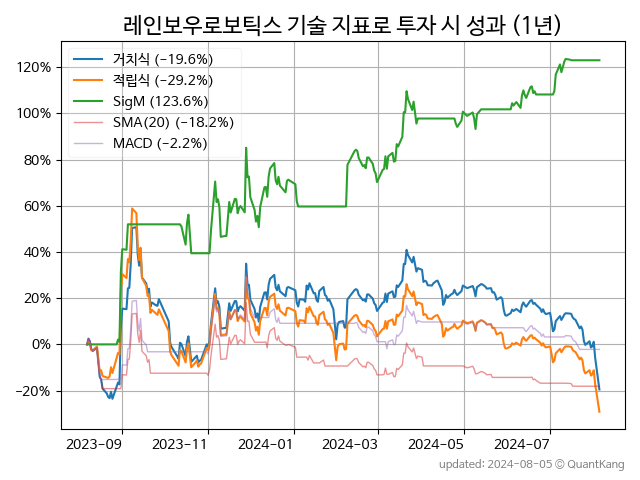 레인보우로보틱스 기술 지표로 투자 시 성과 (1년)
거치식 (−19.6%)
적립식 (−29.2%)
SigM (123.6%)
SMA(20) (−18.2%)
MACD (−2.2%)
120%
100%
80%
60%
40%
20%
0%
−20%
2023-09 2023-11 2024-01 2024-03 2024-05 2024-07
updated: 2024-08-05 © QuantKang